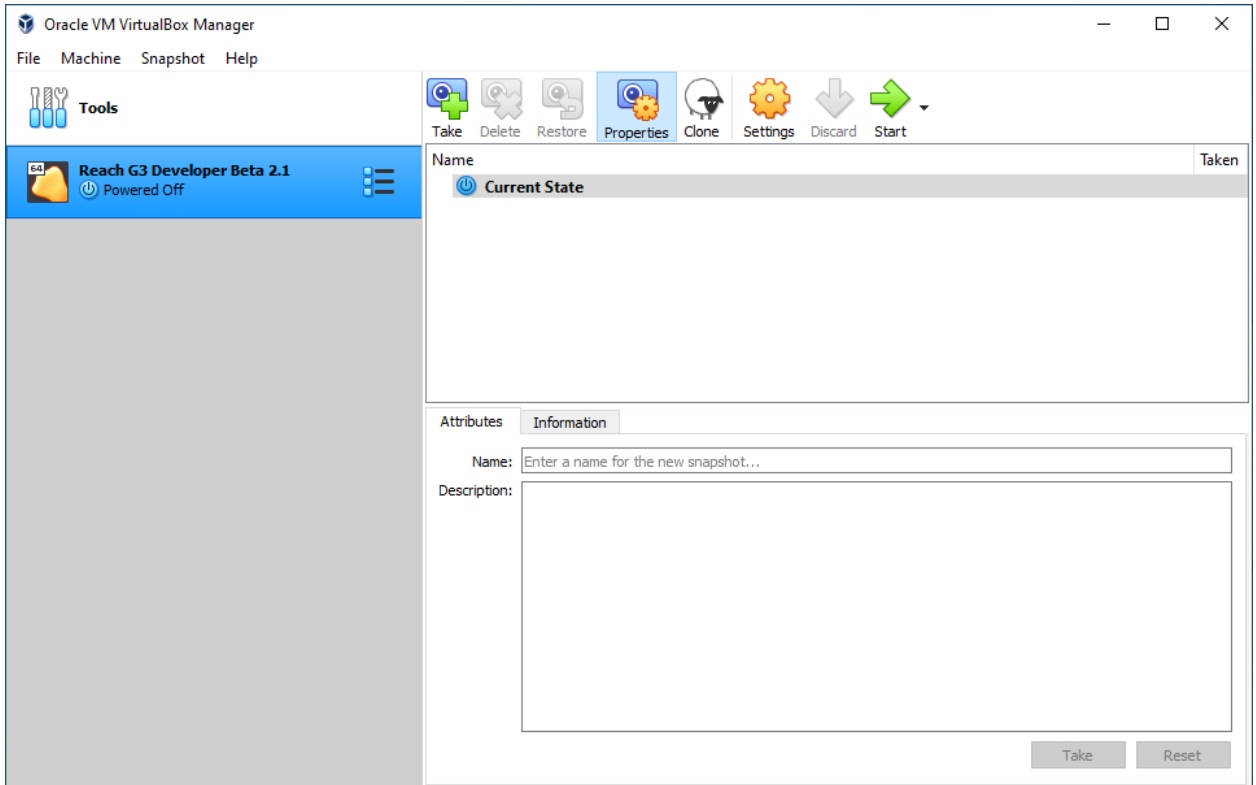 Oracle VM VirtualBox Manager
File Machine Snapshot Help
Tools
Take Delete Restore Properties Clone Settings Discard Start
64
Reach G3 Developer Beta 2.1
Powered Off
Name Taken
Current State
Attributes Information
Name: Enter a name for the new snapshot...
Description:
Take Reset